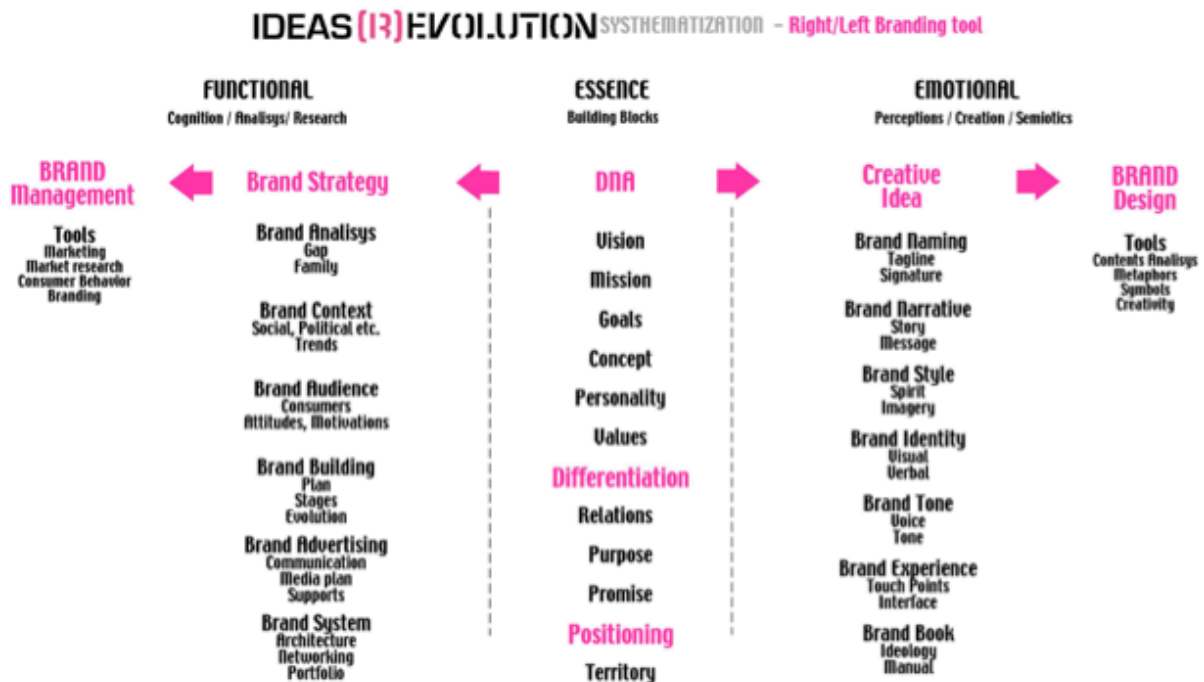 IDEAS(R)EVOLUTION SYSTHEMATIZATION - Right/Left Branding tool
FUNCTIONAL
Cognition / Analisys/ Research
BRAND
Management
Tools
Marketing
Market research
Consumer Behavior
Branding
Brand Strategy
Brand Analisys
Gap
Family
Brand Context
Social, Political etc.
Trends
Brand Audience
Consumers
Attitudes, Motivations
Brand Building
Plan
Stages
Evolution
Brand Advertising
Communication
Media plan
Supports
Brand System
Architecture
Networking
Portfolio
ESSENCE
Building Blocks
DNA
Vision
Mission
Goals
Concept
Personality
Values
Differentiation
Relations
Purpose
Promise
Positioning
Territory
EMOTIONAL
Perceptions / Creation / Semiotics
Creative
Idea
Brand Naming
Tagline
Signature
Brand Narrative
Story
Message
Brand Style
Spirit
Imagery
Brand Identity
Visual
Verbal
Brand Tone
Voice
Tone
Brand Experience
Touch Points
Interface
Brand Book
Ideology
Manual
BRAND
Design
Tools
Contents Analisys
Metaphors
Symbols
Creativity